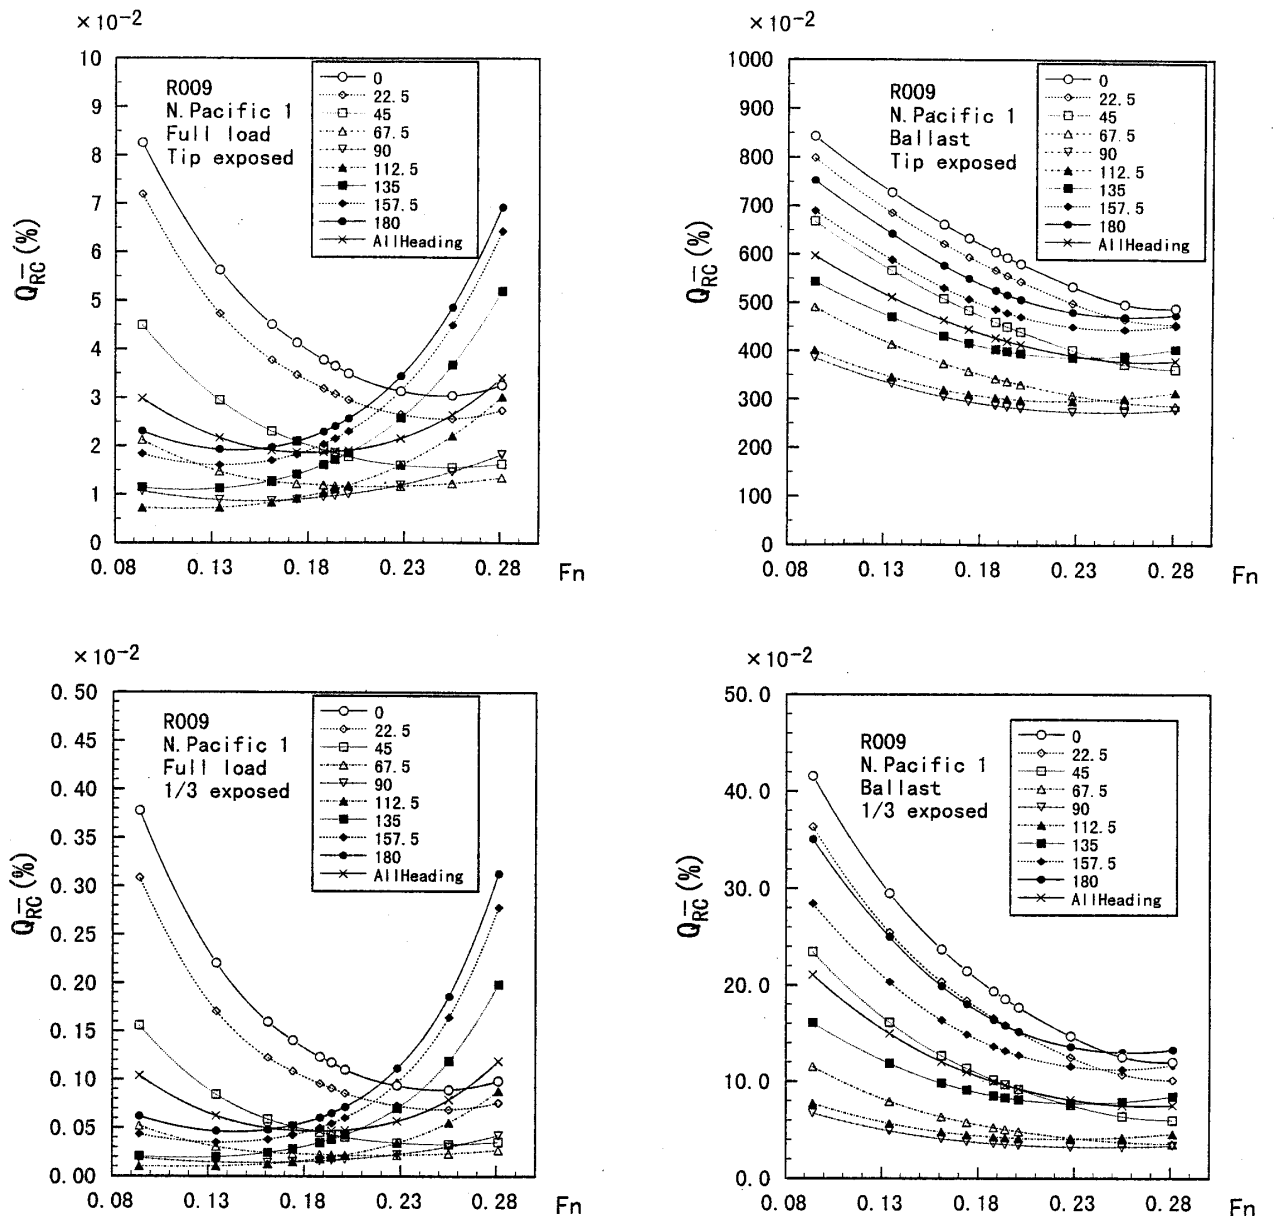 ×10-2
10
8
6
4
2
0
Q RC (%)
R009
N.Pacific 1
Full load
Tip exposed
0
22.5
45
67.5
90
112.5
135
157.5
180
AllHeading
0.08 0.13 0.18 0.23 0.28 Fn
×10-2
1000
900
800
700
600
500
400
300
200
100
0
Q RC (%)
R009
N.Pacific 1
Ballast
Tip exposed
0
22.5
45
67.5
90
112.5
135
157.5
180
AllHeading
0.08 0.13 0.18 0.23 0.28 Fn
×10-2
0.50
0.45
0.40
0.35
0.30
0.25
0.20
0.15
0.10
0.05
0.00
Q RC (%)
R009
N.Pacific 1
Full load
1/3 exposed
0
22.5
45
67.5
90
112.5
135
157.5
180
AllHeading
0.08 0.13 0.18 0.23 0.28 Fn
×10-2
50.0
40.0
30.0
20.0
10.0
0.0
Q RC (%)
R009
N.Pacific 1
Ballast
1/3 exposed
0
22.5
45
67.5
90
112.5
135
157.5
180
AllHeading
0.08 0.13 0.18 0.23 0.28 Fn